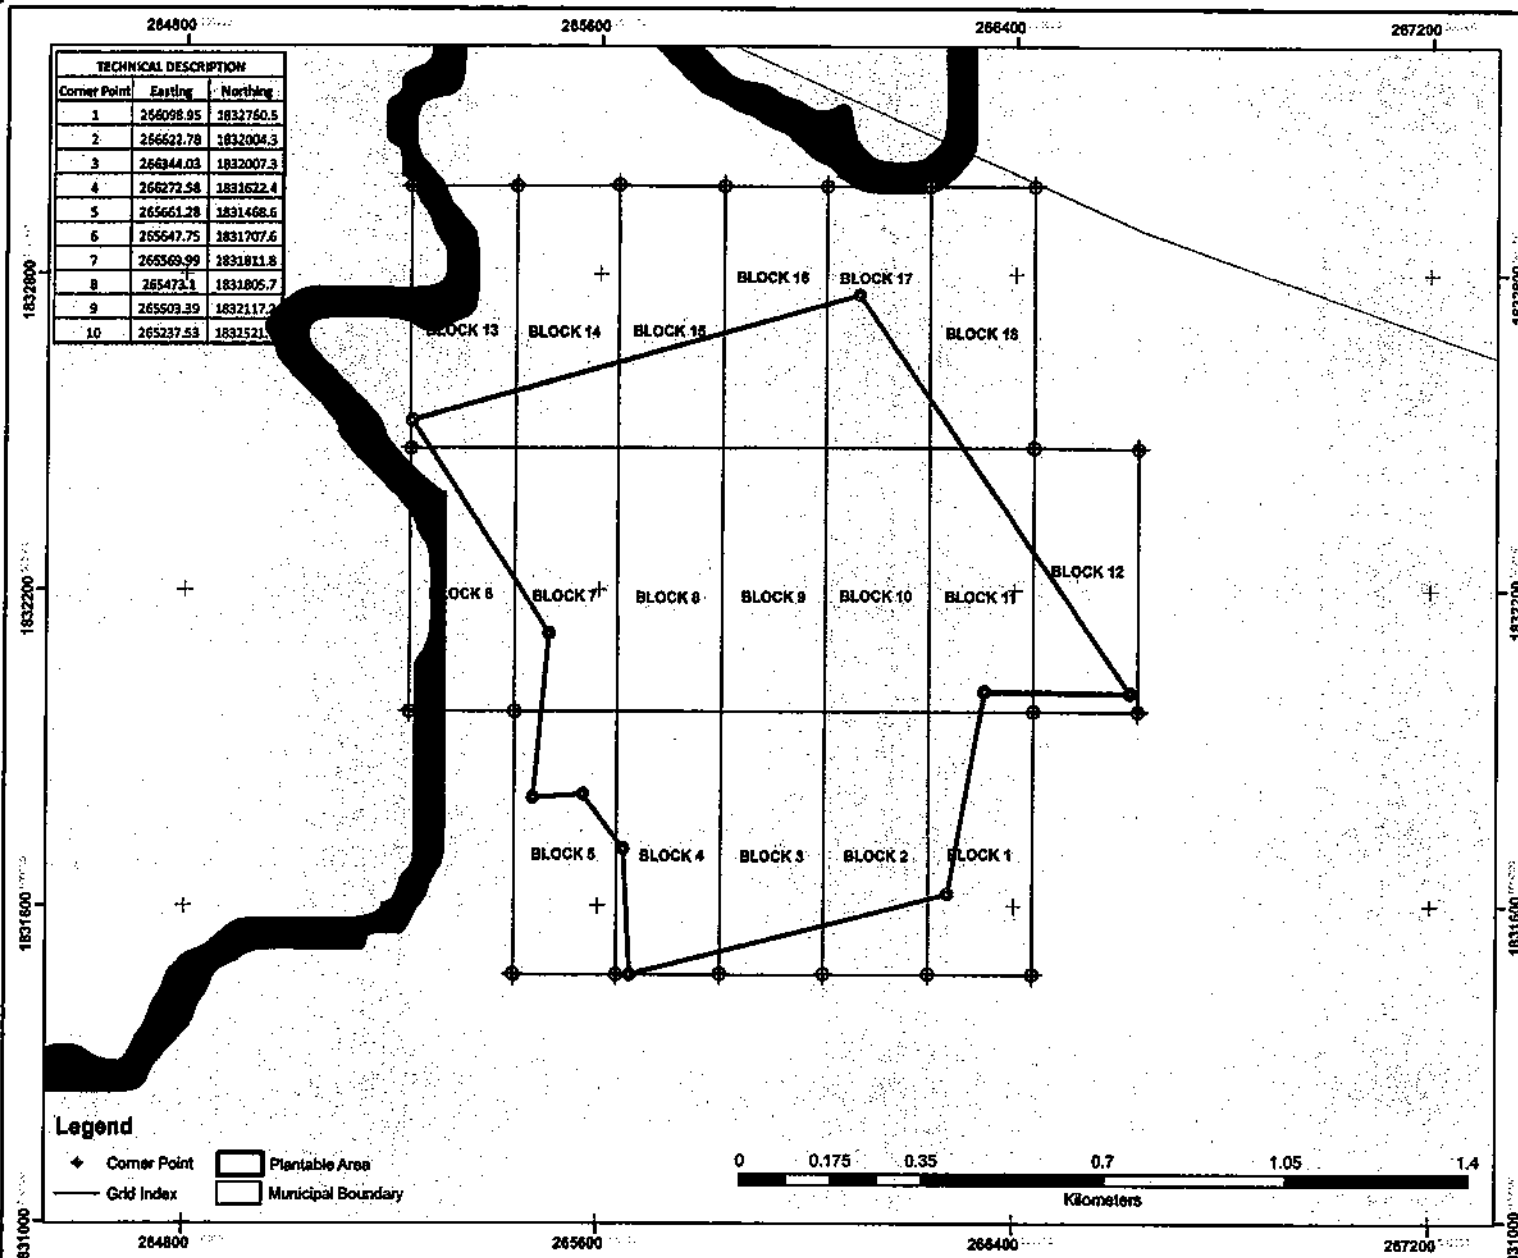 264800 265600 266400 267200
TECHNICAL DESCRIPTION
Corner Point Easting Northing
1 266098.95 1832760.5
2 266622.78 1832004.3
3 266344.03 1832007.3
4 266272.58 1831622.4
5 265661.28 1831468.6
6 265647.75 1831707.6
7 265569.99 1831811.8
8 265473.1 1831805.7
9 265503.39 1832117.2
10 265237.53 1832521.
1832800
BLOCK 16 BLOCK 17
BLOCK 14 BLOCK 15 BLOCK 18
BLOCK 12
1832200
BLOCK 7 BLOCK 8 BLOCK 9 BLOCK 10 BLOCK 11
BLOCK 5 BLOCK 4 BLOCK 3 BLOCK 2 BLOCK 1
1831600 1831600
Legend
Corner Point Plantable Area
Grid Index Municipal Boundary
0 0.175 0.35 0.7 1.05 1.4
Kilometers
264800 265600 266400 267200